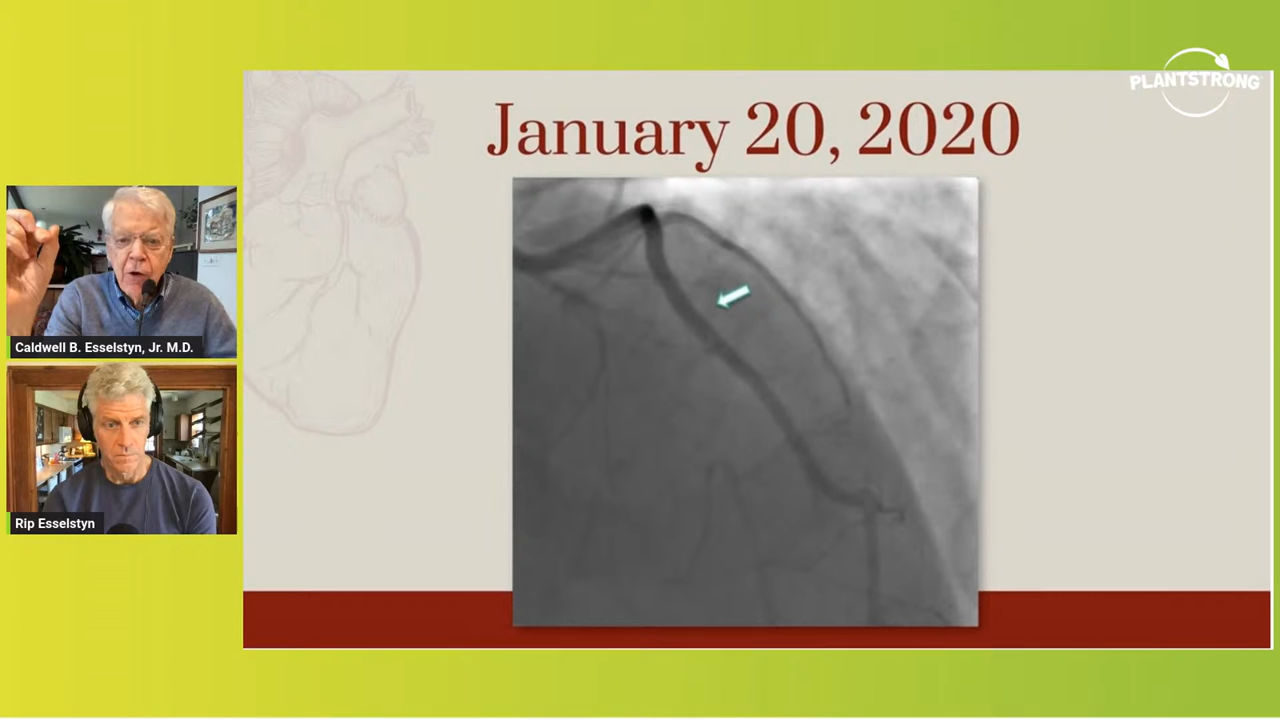 PLANTSTRONG
January 20, 2020
Caldwell B. Esselstyn, Jr. M.D.
Rip Esselstyn